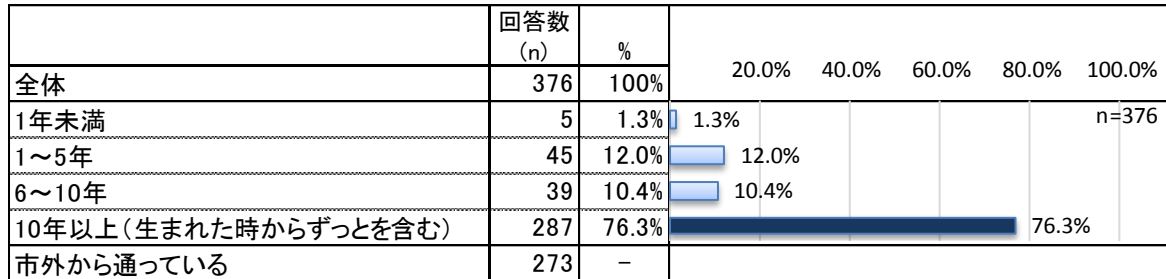 回答数
(n) %
20.0% 40.0% 60.0% 80.0% 100.0%
全体 376 100%
1年未満 5 1.3% 1.3% n=376
1～5年 45 12.0% 12.0%
6～10年 39 10.4% 10.4%
10年以上（生まれた時からずっとを含む） 287 76.3% 76.3%
市外から通っている 273 －